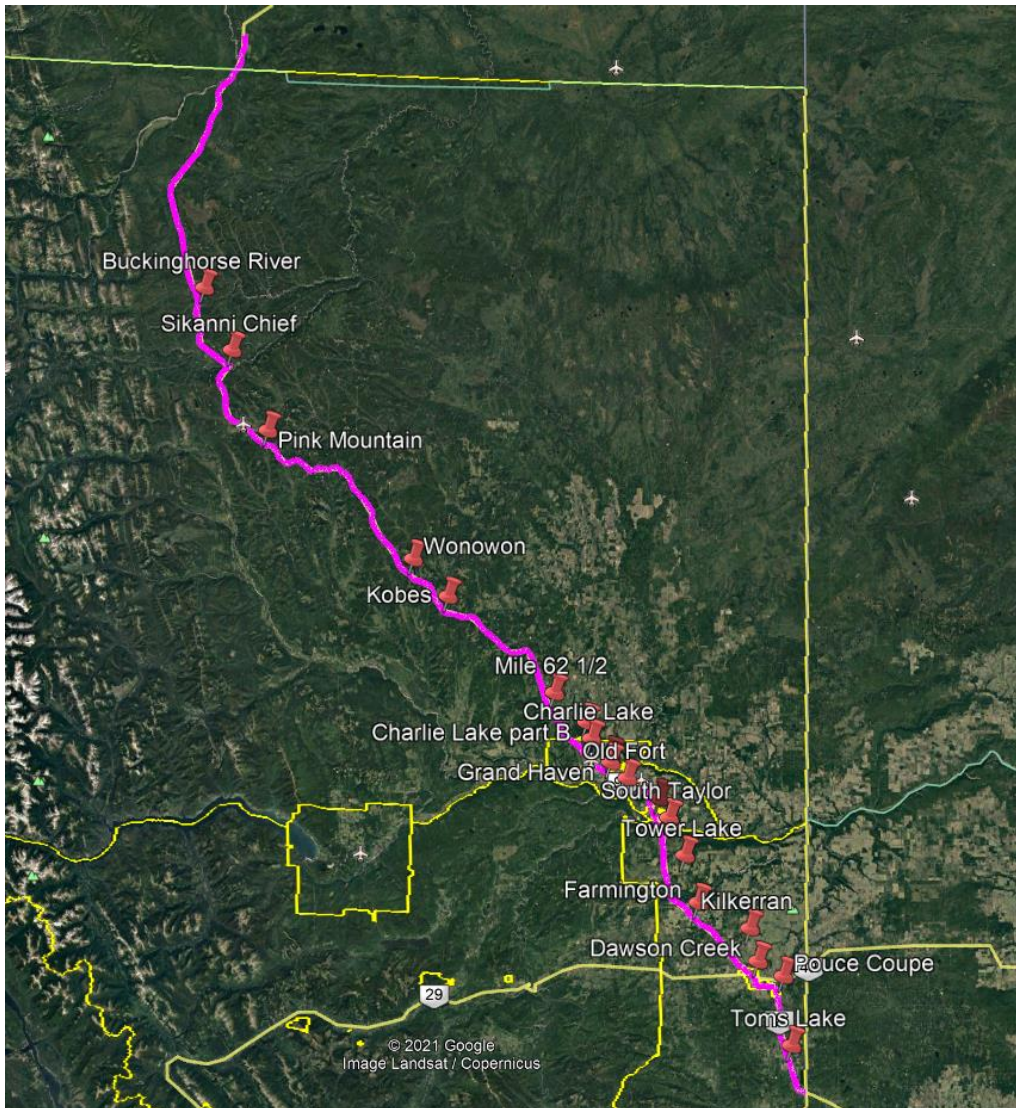 Buckinghorse River
Sikanni Chief
Pink Mountain
Wonowon
Kobes
Mile 62 1/2
Charlie Lake
Charlie Lake part B
Old Fort
Grand Haven
South Taylor
Tower Lake
Farmington
Kilkerran
Dawson Creek
Pouce Coupe
29
Toms Lake
© 2021 Google
Image Landsat / Copernicus